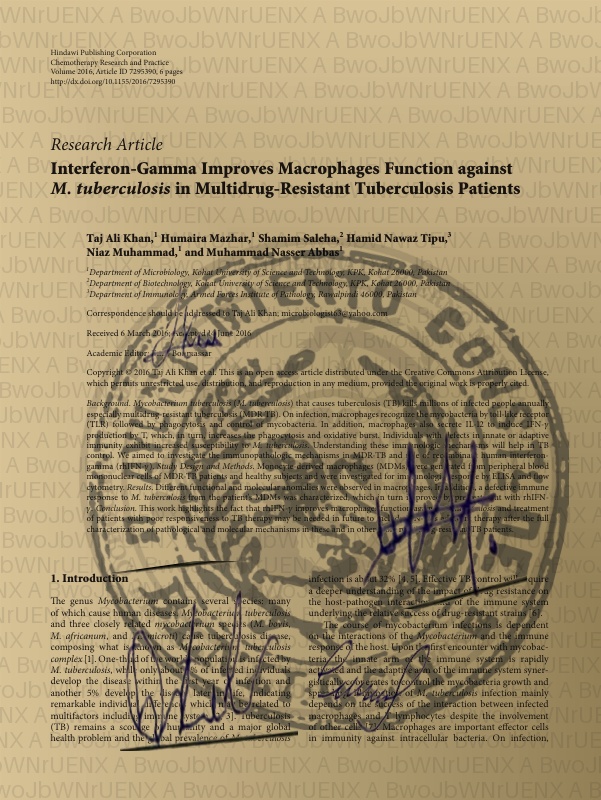 BwoJbWNrUENX A BwoJbWNrUENX A BwoJbWNrUENX A
Hindawi Publishing Corporation
Chemotherapy Research and Practice
Volume 2016, Article ID 7295390, 6 pages
http://dx.doi.org/10.1155/2016/7295390
Research Article
Interferon-Gamma Improves Macrophages Function against
M. tuberculosis in Multidrug-Resistant Tuberculosis Patients
Taj Ali Khan,1 Humaira Mazhar,1 Shamim Saleha,2 Hamid Nawaz Tipu,3
Niaz Muhammad,1 and Muhammad Nasser Abbas1
1Department of Microbiology, Kohat University of Science and Technology, KPK, Kohat 26000, Pakistan
2Department of Biotechnology, Kohat University of Science and Technology, KPK, Kohat 26000, Pakistan
3Department of Immunology, Armed Forces Institute of Pathology, Rawalpindi 46000, Pakistan
Correspondence should be addressed to Taj Ali Khan; microbiologist63@yahoo.com
Received 6 March 2016; Accepted June 2016
Academic Editor: Bognassar
Copyright © 2016 Taj Ali Khan et al. This is an open access article distributed under the Creative Commons Attribution License,
which permits unrestricted use, distribution, and reproduction in any medium, provided the original work is properly cited.
Background. Mycobacterium tuberculosis (M. tuberculosis) that causes tuberculosis (TB) kills millions of infected people annually
especially multidrug-resistant tuberculosis (MDR-TB). On infection, macrophages recognize the mycobacteria by toll-like receptor
(TLR) followed by phagocytosis and control of mycobacteria. In addition, macrophages also secrete IL-12 to induce IFN-γ
production by T, which, in turn, increases the phagocytosis and oxidative burst. Individuals with defects in innate or adaptive
immunity exhibit increased susceptibility to M. tuberculosis. Understanding these immunologic mechanisms will help in TB
control. We aimed to investigate the immunopathologic mechanisms in MDR-TB and role of recombinant human interferon-
gamma (rhIFN-γ). Study Design and Methods. Monocyte derived macrophages (MDMs) were generated from peripheral blood
mononuclear cells of MDR-TB patients and healthy subjects and were investigated for immune response by ELISA and flow
cytometry. Results. Different functional and molecular anomalies were observed in macrophages. In addition, a defective immune
response to M. tuberculosis from the patient's MDMs was characterized, which in turn improved by pretreatment with rhIFN-
γ. Conclusion. This work highlights the fact that rhIFN-γ improves macrophages function against M. tuberculosis and treatment
of patients with poor responsiveness to TB therapy may be needed in future to include therapy after the full
characterization of pathological and molecular mechanisms in these and in other TB patients.
1. Introduction
The genus Mycobacterium contains several species; many
of which cause human diseases. Mycobacterium tuberculosis
and three closely related mycobacterium species (M. bovis,
M. africanum, and M. microti) cause tuberculosis disease,
composing what is known as Mycobacterium tuberculosis
complex [1]. One-third of the world population is infected by
M. tuberculosis, while only about 5% of infected individuals
develop the disease within the first year of infection and
another 5% develop the disease later in life, indicating
remarkable individual difference which is related to
multifactors including immune system 3]. Tuberculosis
(TB) remains a scourge of humanity and a major global
health problem and the global prevalence of M. tuberculosis
infection is about 32% [4, 5]. Effective TB control will require
a deeper understanding of the impact of drug resistance on
the host-pathogen interaction of the immune system
underlying the relative success of drug-resistant strains [6].
The course of mycobacterial infections is dependent
on the interactions of the Mycobacterium and the immune
response of the host. Upon first encounter with mycobac-
teria, the innate arm of the immune system is rapidly
activated and the adaptive arm of the immune system syner-
gistically cooperates to control the mycobacteria growth and
spread. The control of M. tuberculosis infection mainly
depends on the success of the interaction between infected
macrophages and T lymphocytes despite the involvement
of other cells Macrophages are important effector cells
in immunity against intracellular bacteria. On infection,